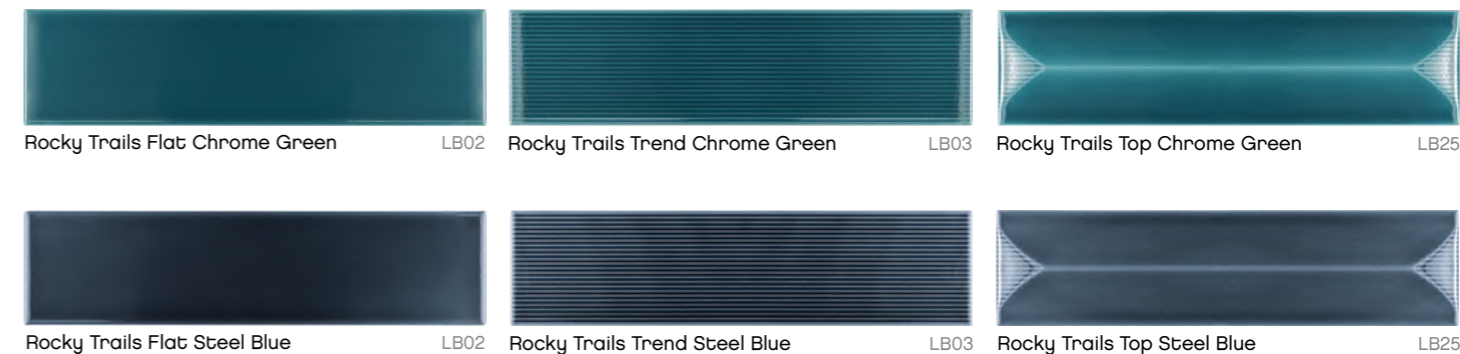 Rocky Trails Flat Chrome Green LB02
Rocky Trails Trend Chrome Green LB03
Rocky Trails Top Chrome Green LB25
Rocky Trails Flat Steel Blue LB02
Rocky Trails Trend Steel Blue LB03
Rocky Trails Top Steel Blue LB25